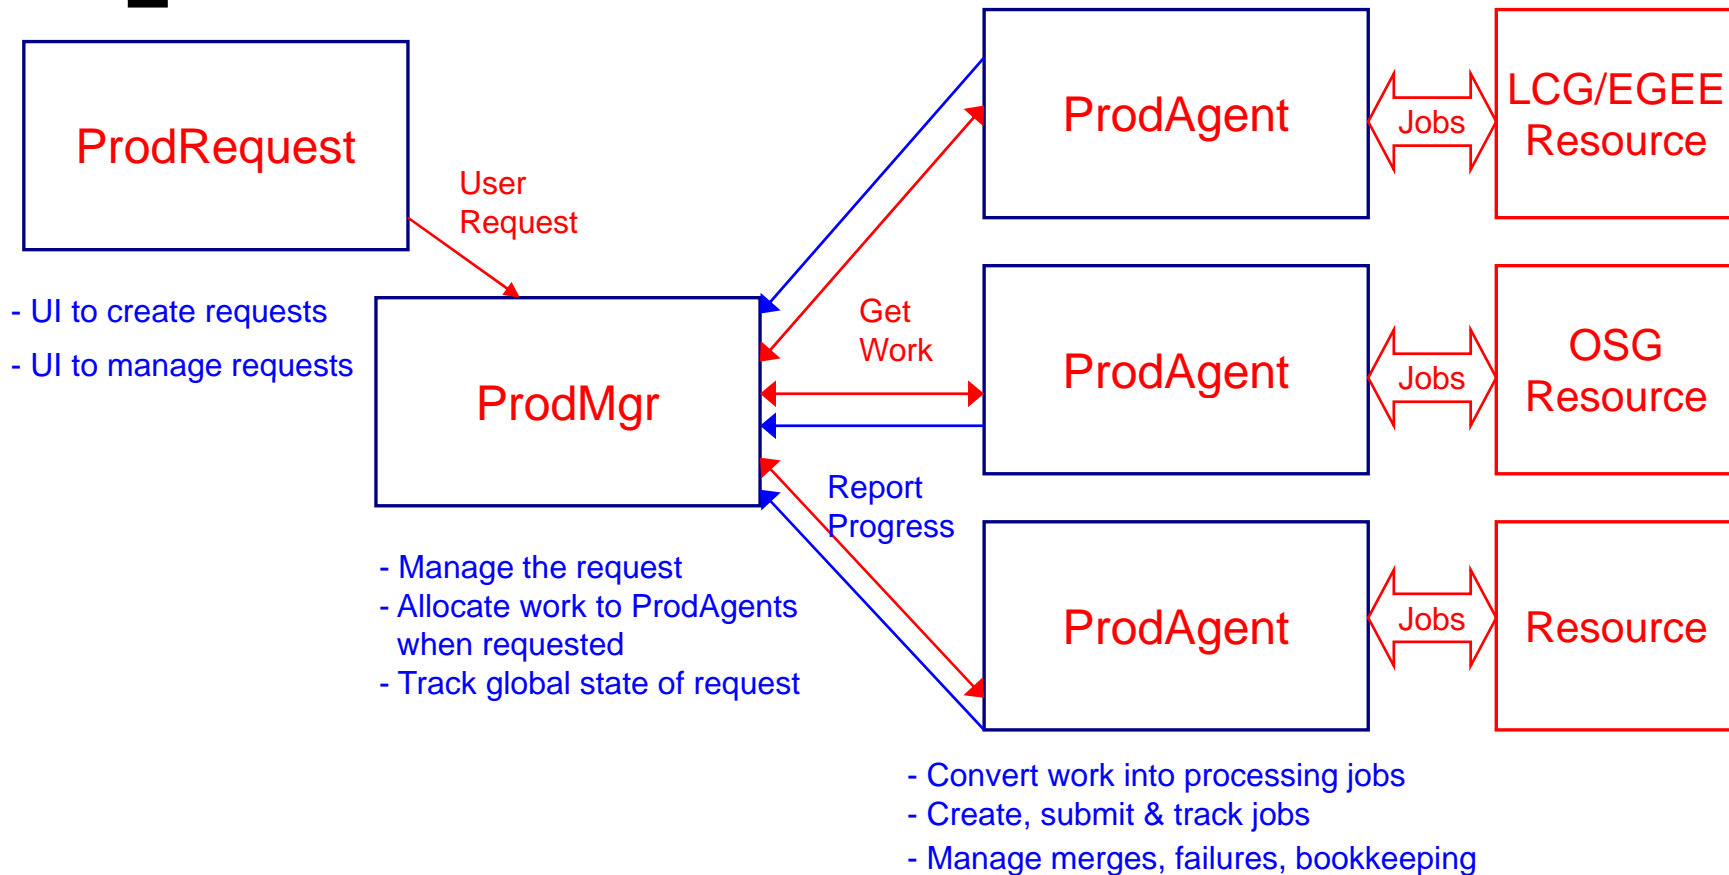 ProdRequest
User
Request
- UI to create requests
- UI to manage requests
ProdMgr
- Manage the request
- Allocate work to ProdAgents
when requested
- Track global state of request
Get
Work
Report
Progress
ProdAgent
Jobs
LCG/EGEE
Resource
ProdAgent
Jobs
OSG
Resource
ProdAgent
Jobs
Resource
- Convert work into processing jobs
- Create, submit & track jobs
- Manage merges, failures, bookkeeping